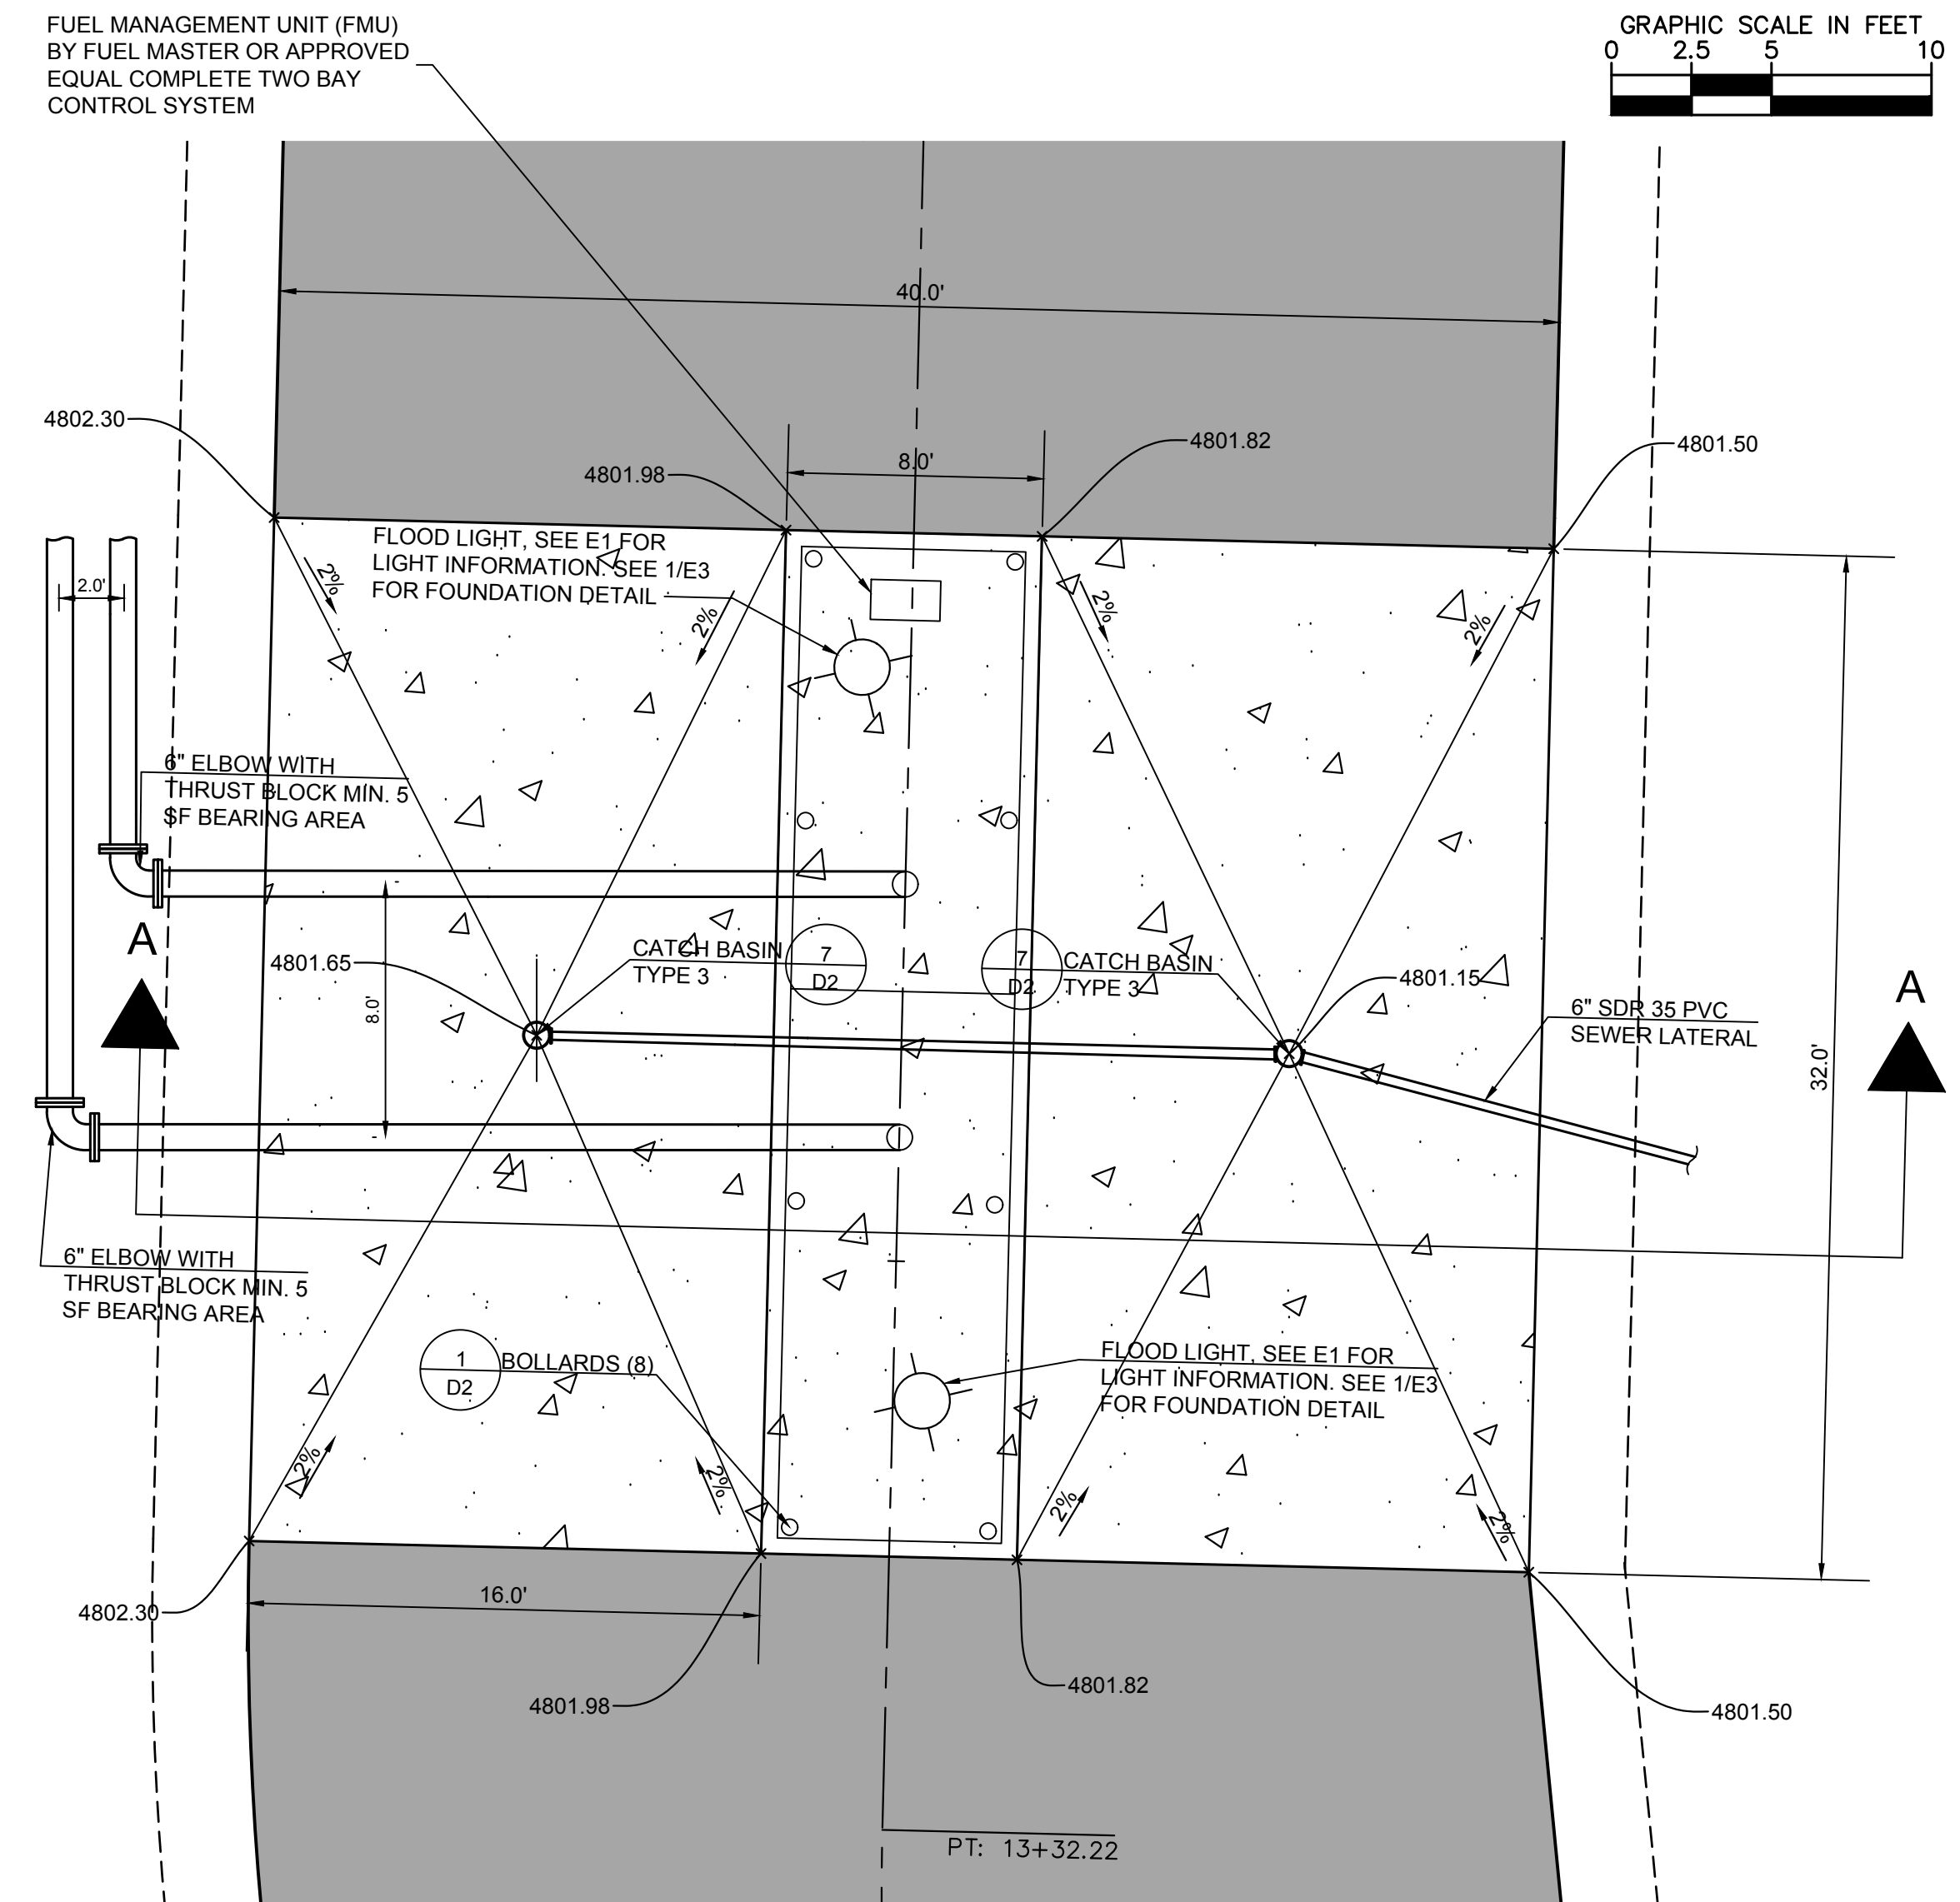 FUEL MANAGEMENT UNIT (FMU)
BY FUEL MASTER OR APPROVED
EQUAL COMPLETE TWO BAY
CONTROL SYSTEM
GRAPHIC SCALE IN FEET
0 2.5 5 10
40.0'
4802.30
4801.98
8.0'
4801.82
4801.50
FLOOD LIGHT, SEE E1 FOR
LIGHT INFORMATION. SEE 1/E3
FOR FOUNDATION DETAIL
2%
2%
2%
2%
2.0'
6" ELBOW WITH
THRUST BLOCK MIN. 5
SF BEARING AREA
A
4801.65
8.0'
CATCH BASIN
TYPE 3
7
D2
7
D2
CATCH BASIN
TYPE 3
4801.15
6" SDR 35 PVC
SEWER LATERAL
A
32.0'
6" ELBOW WITH
THRUST BLOCK MIN. 5
SF BEARING AREA
1
D2
BOLLARDS (8)
FLOOD LIGHT, SEE E1 FOR
LIGHT INFORMATION. SEE 1/E3
FOR FOUNDATION DETAIL
2%
2%
2%
2%
16.0'
4802.30
4801.98
4801.82
4801.50
PT: 13+32.22